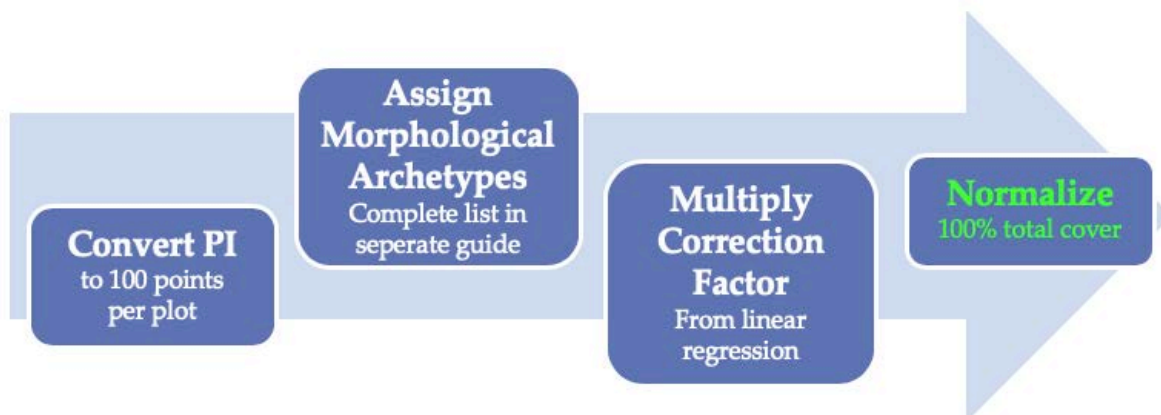 Convert PI
to 100 points
per plot
Assign
Morphological
Archetypes
Complete list in
seperate guide
Multiply
Correction
Factor
From linear
regression
Normalize
100% total cover